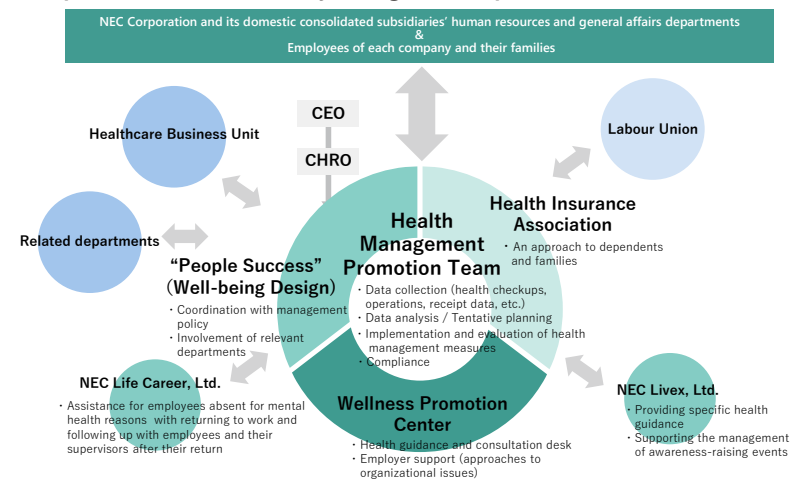 NEC Corporation and its domestic consolidated subsidiaries' human resources and general affairs departments
&
Employees of each company and their families
CEO
CHRO
Healthcare Business Unit
Labour Union
Related departments
Health Insurance
Association
・An approach to dependents
and families
Health
Management
Promotion Team
・Data collection (health checkups,
operations, receipt data, etc.)
・Data analysis / Tentative planning
・Implementation and evaluation of health
management measures
・Compliance
“People Success”
(Well-being Design)
・Coordination with management
policy
・Involvement of relevant
departments
NEC Life Career, Ltd.
・Assistance for employees absent for mental
health reasons with returning to work and
following up with employees and their
supervisors after their return
Wellness Promotion
Center
・Health guidance and consultation desk
・Employer support (approaches to
organizational issues)
NEC Livex, Ltd.
・Providing specific health
guidance
・Supporting the management
of awareness-raising events